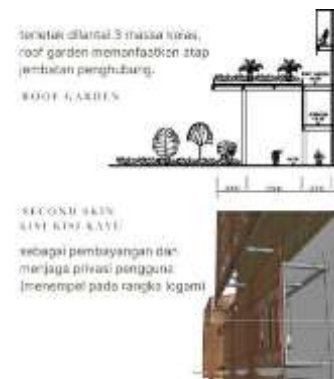 terletak dilantai 3 massa kelas,
roof garden memanfaatkan atap
jembatan penghubung.
ROOF GARDEN
SECOND SKIN
KISI KISI KAYU
sebagai pembayangan dan
menjaga privasi pengguna
(menempel pada rangka logam)